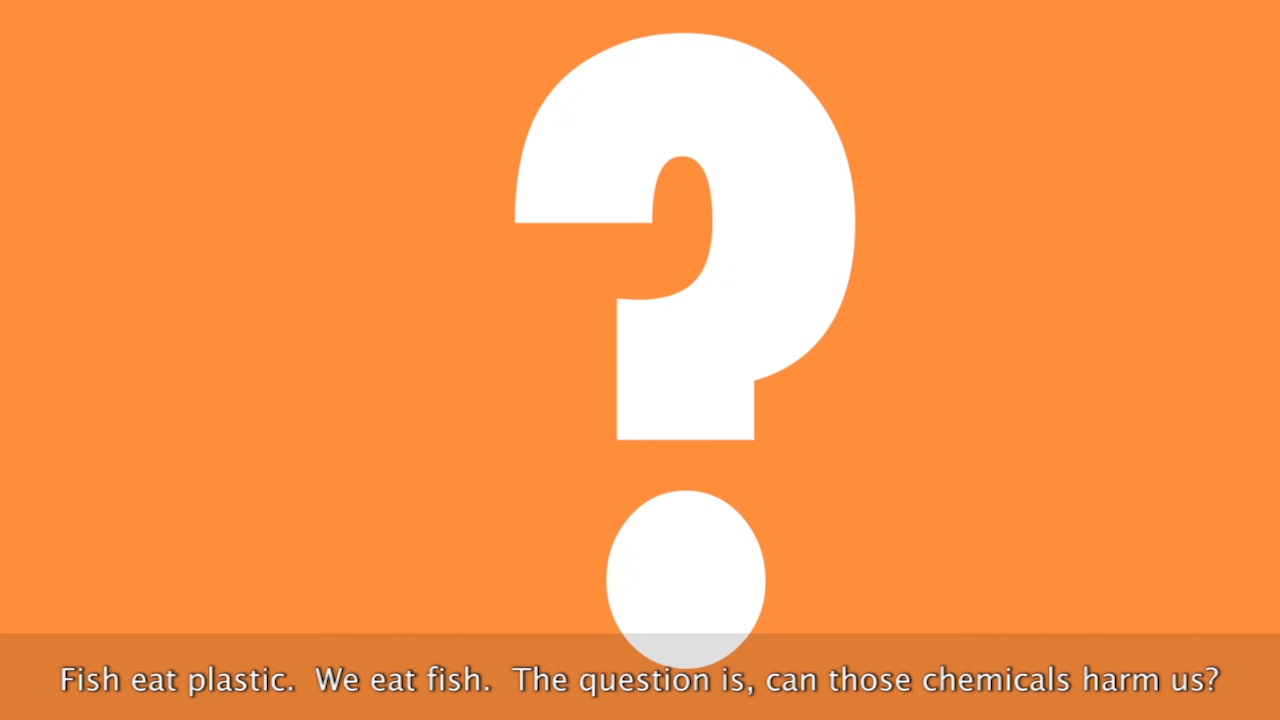 ?
Fish eat plastic.  We eat fish.  The question is, can those chemicals harm us?